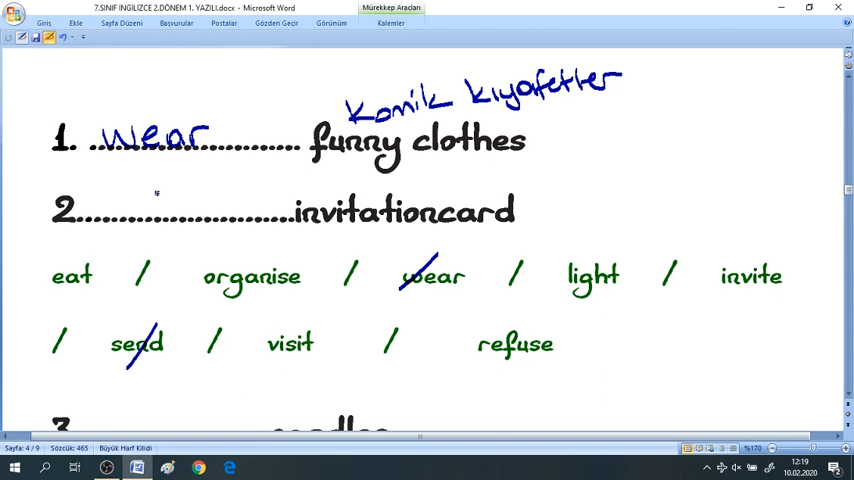 7.SINIF İNGİLİZCE 2.DÖNEM 1. YAZILI.docx - Microsoft Word
Mürekkep Araçları
Giriş Ekle Sayfa Düzeni Başvurular Postalar Gözden Geçir Görünüm Kalemler
Komik kıyafetler
1. wear........................... funny clothes
2..........................invitationcard
eat / organise / wear / light / invite
/ send / visit / refuse
Sayfa: 4 / 9 Sözcük: 465 Büyük Harf Kilidi %170
12:19
10.02.2020
2